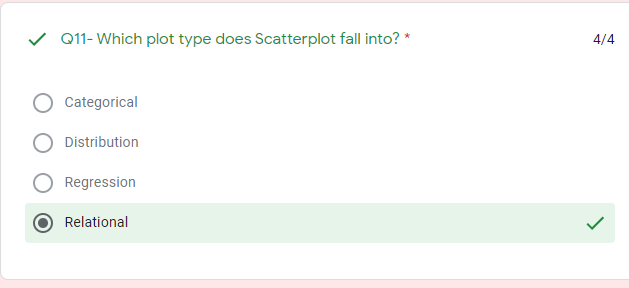 Q11- Which plot type does Scatterplot fall into? * 4/4
Categorical
Distribution
Regression
Relational